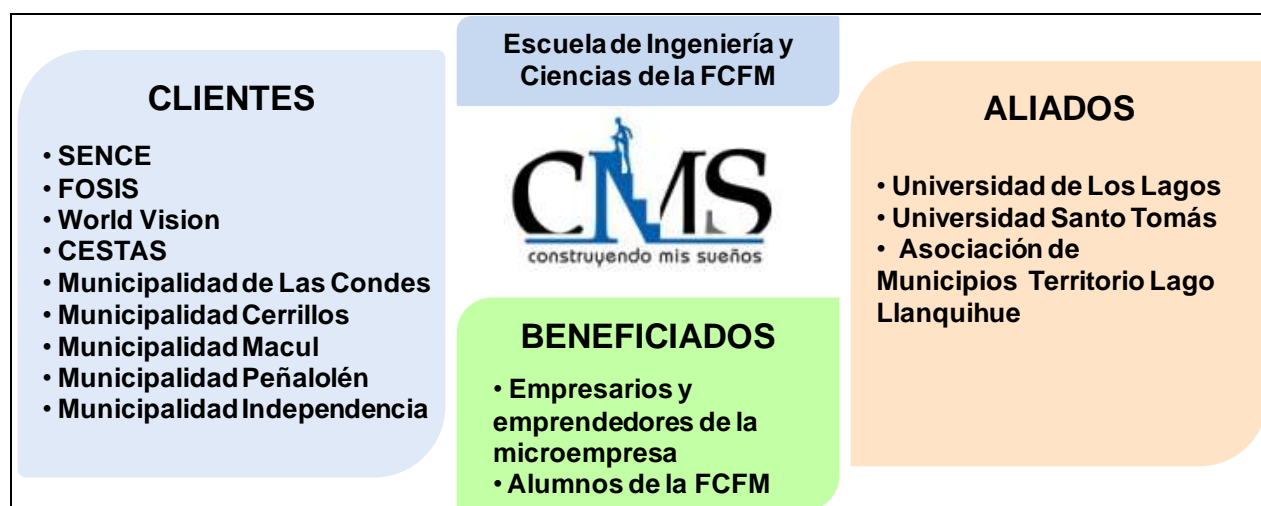 Escuela de Ingeniería y
Ciencias de la FCFM
CLIENTES
• SENCE
• FOSIS
• World Vision
• CESTAS
• Municipalidad de Las Condes
• Municipalidad Cerrillos
• Municipalidad Macul
• Municipalidad Peñalolén
• Municipalidad Independencia
CMS
construyendo mis sueños
BENEFICIADOS
• Empresarios y
emprendedores de la
microempresa
• Alumnos de la FCFM
ALIADOS
• Universidad de Los Lagos
• Universidad Santo Tomás
• Asociación de
Municipios Territorio Lago
Llanquihue